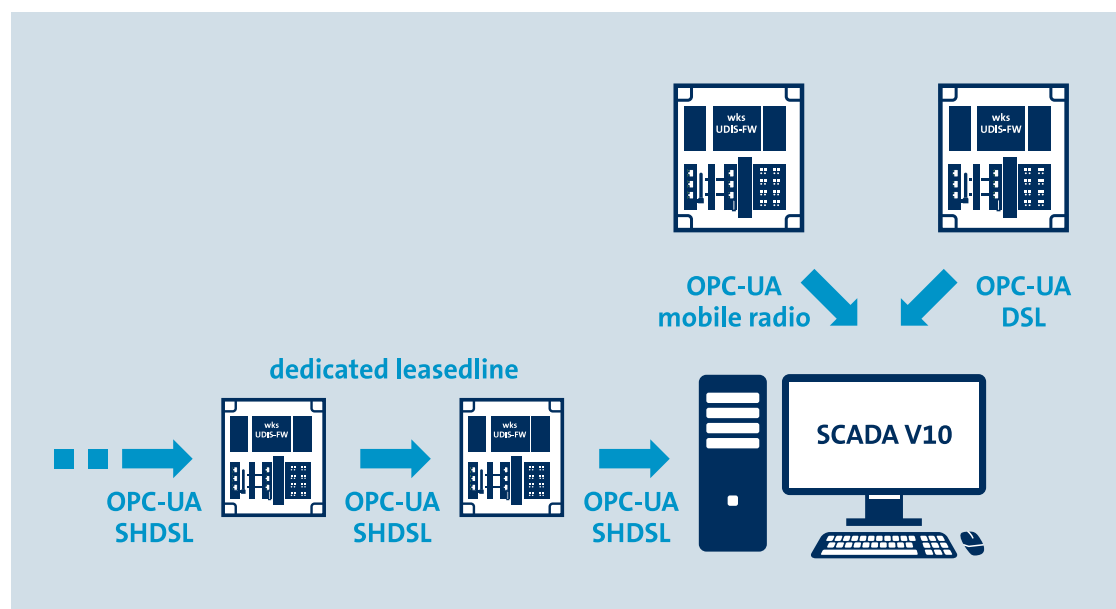 wks
UDIS-FW
wks
UDIS-FW
OPC-UA
mobile radio
OPC-UA
DSL
dedicated leasedline
wks
UDIS-FW
wks
UDIS-FW
SCADA V10
OPC-UA
SHDSL
OPC-UA
SHDSL
OPC-UA
SHDSL